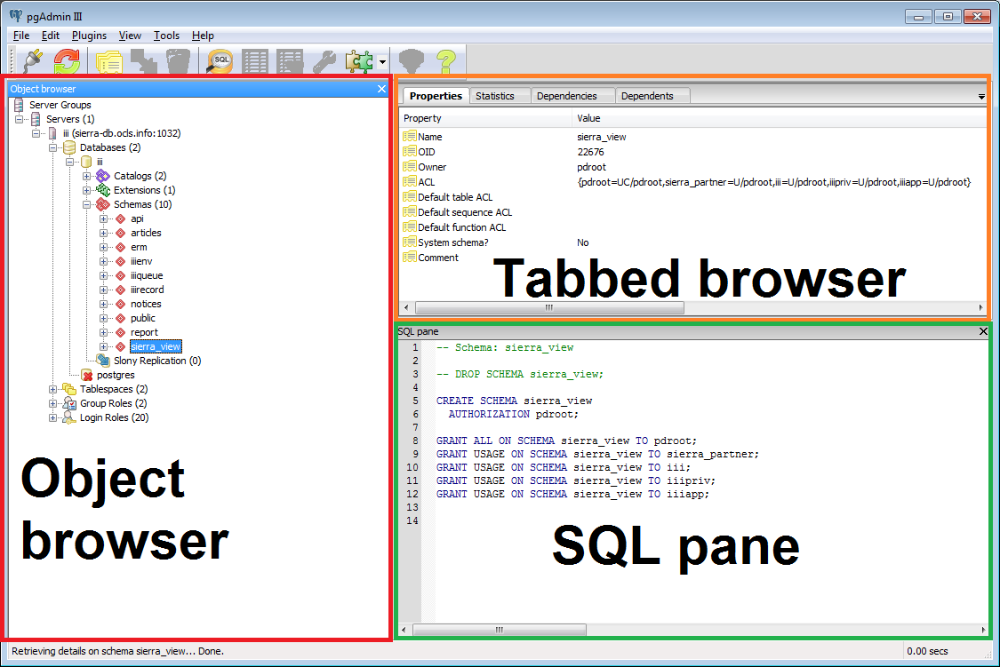 pgAdmin III
File Edit Plugins View Tools Help
SQL
Object browser
Server Groups
Servers (1)
iii (sierra-db.ocls.info:1032)
Databases (2)
iii
Catalogs (2)
Extensions (1)
Schemas (10)
api
articles
erm
iiienv
iiiqueue
iiirecord
notices
public
report
sierra_view
Slony Replication (0)
postgres
Tablespaces (2)
Group Roles (2)
Login Roles (20)
Object
browser
Properties Statistics Dependencies Dependents
Property Value
Name sierra_view
OID 22676
Owner pdroot
ACL {pdroot=UC/pdroot,sierra_partner=U/pdroot,iii=U/pdroot,iiipriv=U/pdroot,iiiapp=U/pdroot}
Default table ACL
Default sequence ACL
Default function ACL
System schema? No
Comment
Tabbed browser
SQL pane
1 -- Schema: sierra_view
2
3 -- DROP SCHEMA sierra_view;
4
5 CREATE SCHEMA sierra_view
6 AUTHORIZATION pdroot;
7
8 GRANT ALL ON SCHEMA sierra_view TO pdroot;
9 GRANT USAGE ON SCHEMA sierra_view TO sierra_partner;
10 GRANT USAGE ON SCHEMA sierra_view TO iii;
11 GRANT USAGE ON SCHEMA sierra_view TO iiipriv;
12 GRANT USAGE ON SCHEMA sierra_view TO iiiapp;
13
14
SQL pane
Retrieving details on schema sierra_view... Done. 0.00 secs